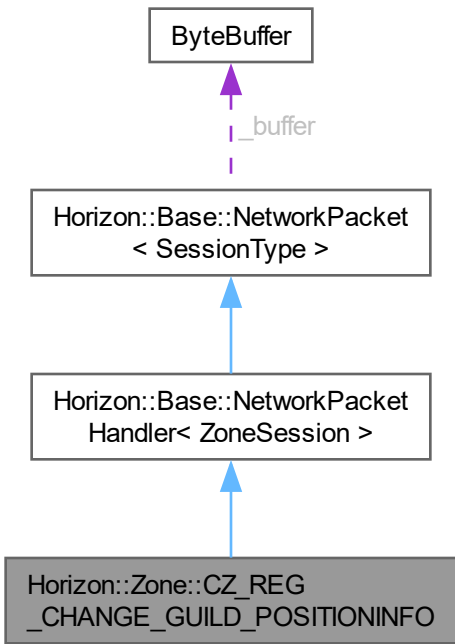 ByteBuffer
_buffer
Horizon::Base::NetworkPacket
< SessionType >
Horizon::Base::NetworkPacket
Handler< ZoneSession >
Horizon::Zone::CZ_REG
_CHANGE_GUILD_POSITIONINFO